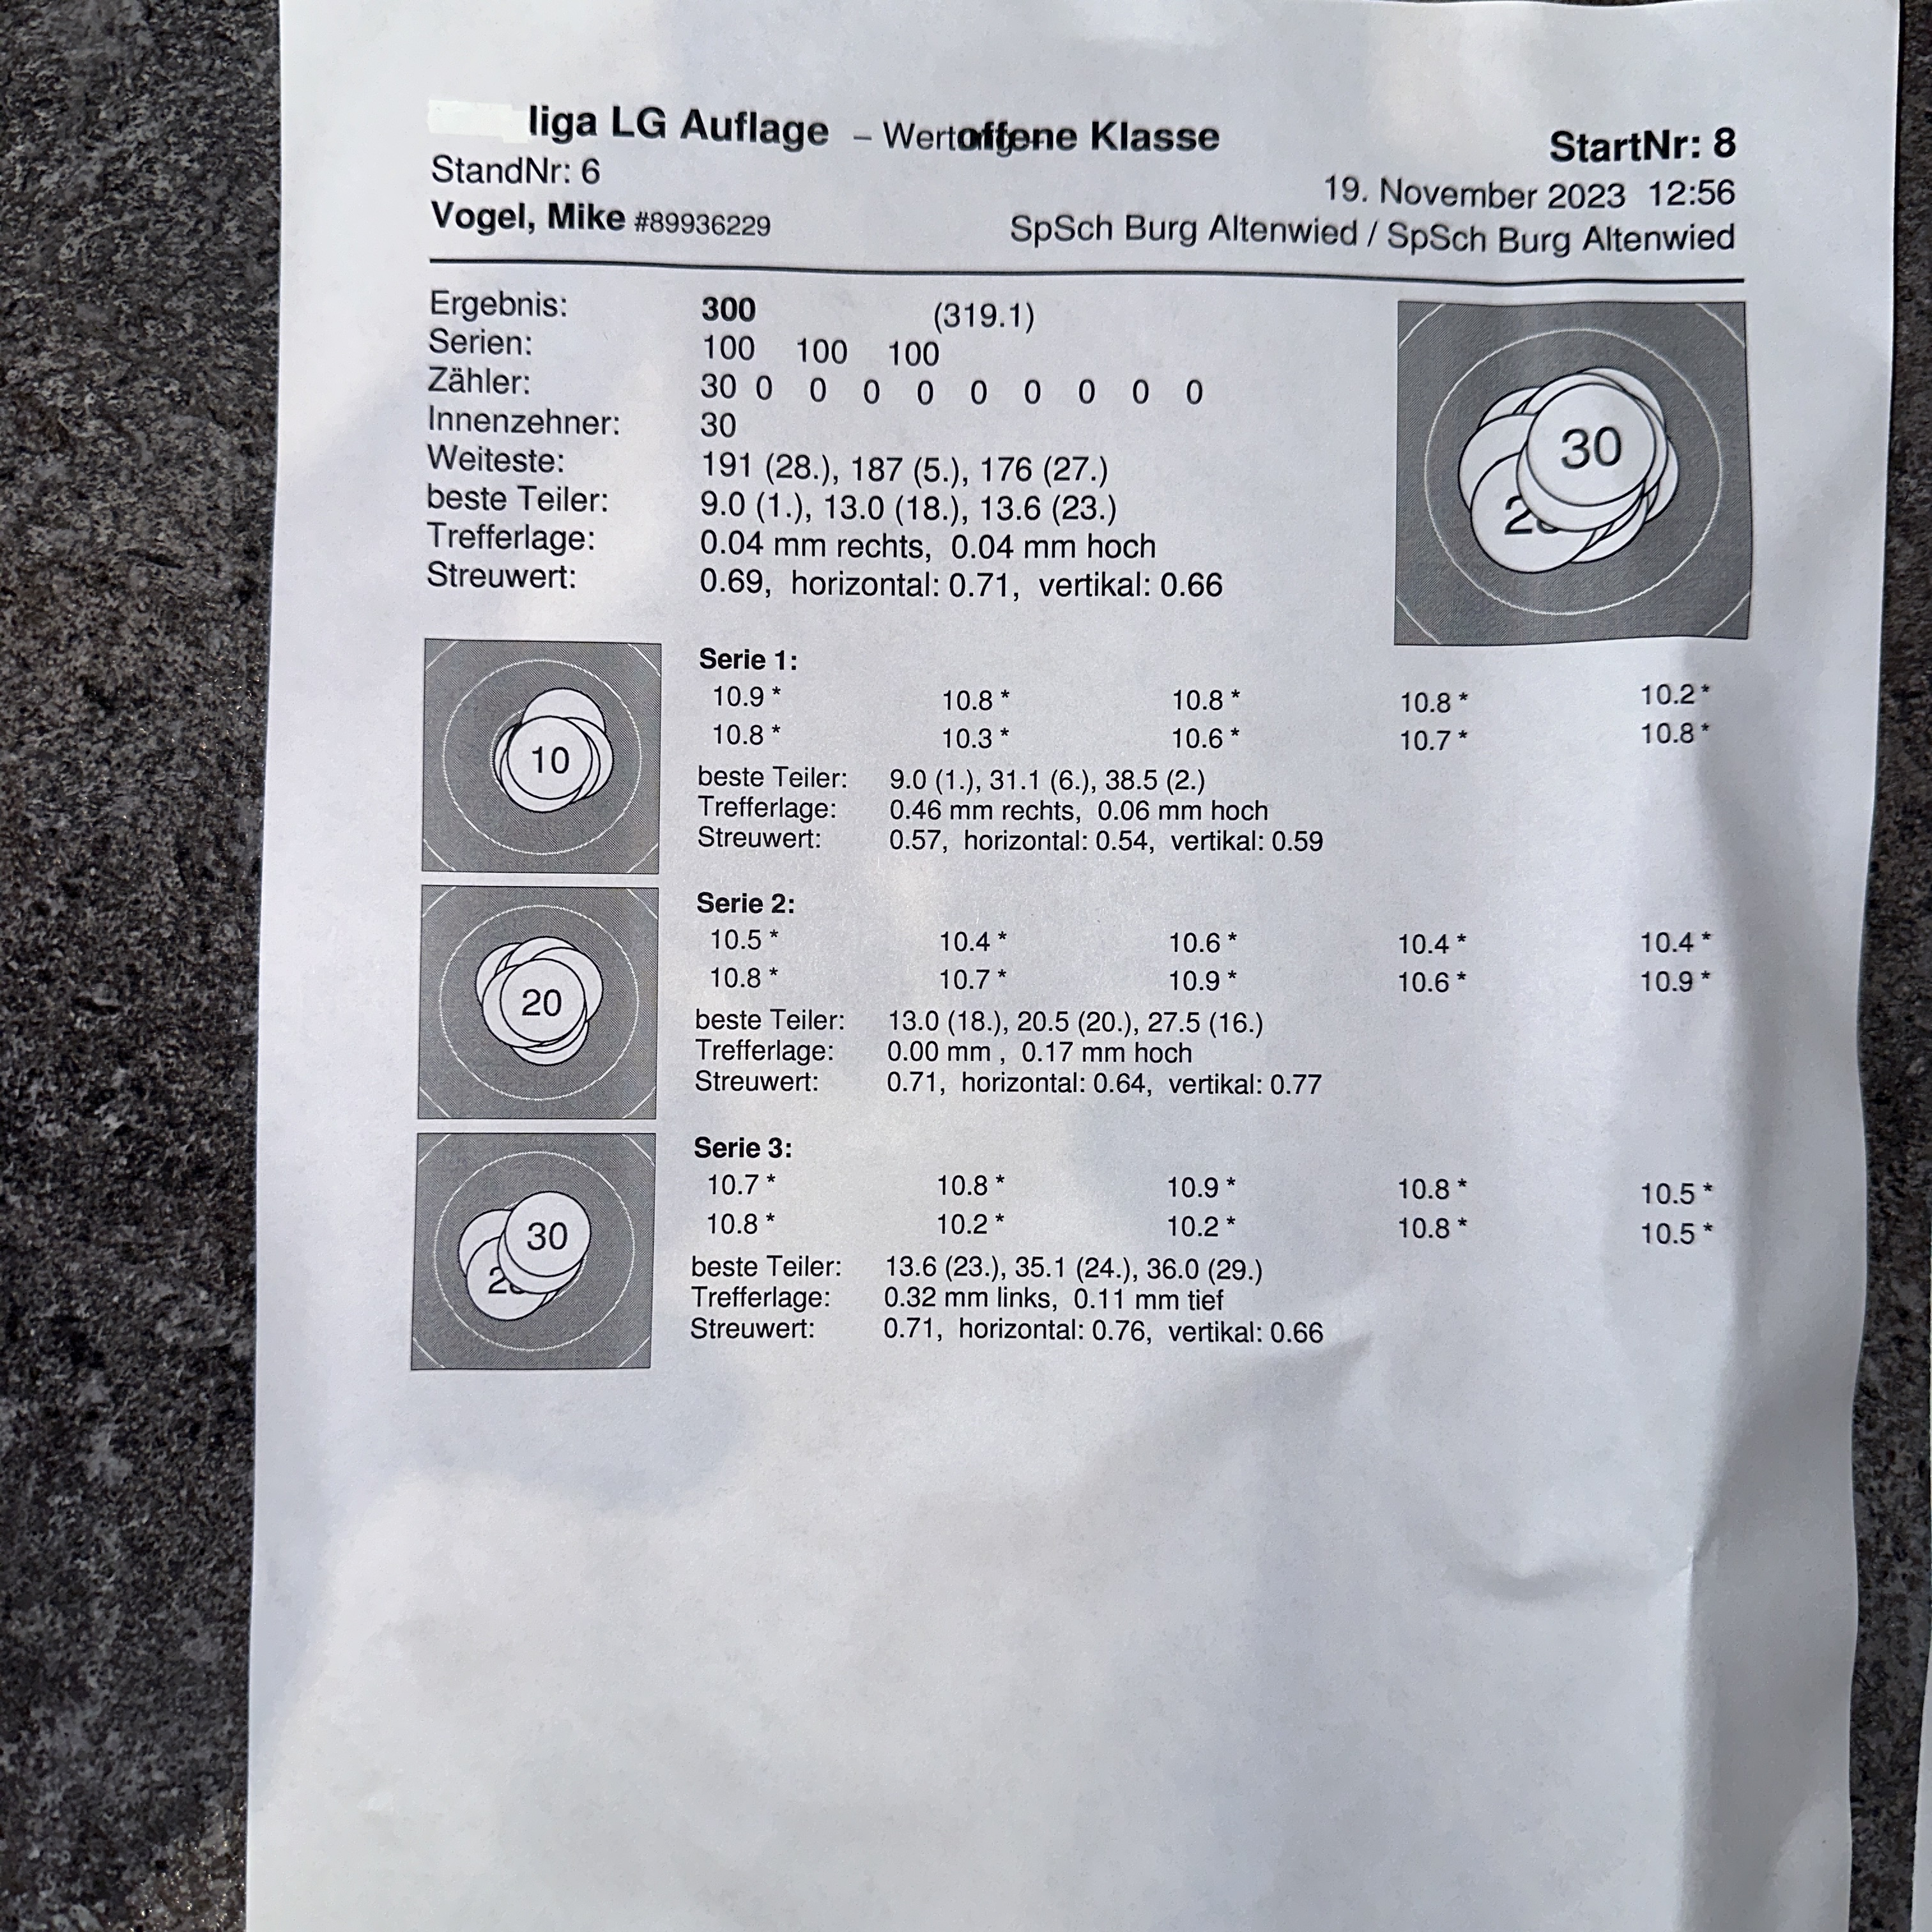 liga LG Auflage – Wertoffene Klasse
StartNr: 8
StandNr: 6
19. November 2023 12:56
Vogel, Mike #89936229
SpSch Burg Altenwied / SpSch Burg Altenwied
Ergebnis: 300 (319.1)
Serien: 100 100 100
Zähler: 30 0 0 0 0 0 0 0 0 0
Innenzehner: 30
Weiteste: 191 (28.), 187 (5.), 176 (27.)
beste Teiler: 9.0 (1.), 13.0 (18.), 13.6 (23.)
Trefferlage: 0.04 mm rechts, 0.04 mm hoch
Streuwert: 0.69, horizontal: 0.71, vertikal: 0.66
30
Serie 1:
10.9 * 10.8 * 10.8 * 10.8 * 10.2 *
10.8 * 10.3 * 10.6 * 10.7 * 10.8 *
beste Teiler: 9.0 (1.), 31.1 (6.), 38.5 (2.)
Trefferlage: 0.46 mm rechts, 0.06 mm hoch
Streuwert: 0.57, horizontal: 0.54, vertikal: 0.59
10
Serie 2:
10.5 * 10.4 * 10.6 * 10.4 * 10.4 *
10.8 * 10.7 * 10.9 * 10.6 * 10.9 *
beste Teiler: 13.0 (18.), 20.5 (20.), 27.5 (16.)
Trefferlage: 0.00 mm , 0.17 mm hoch
Streuwert: 0.71, horizontal: 0.64, vertikal: 0.77
20
Serie 3:
10.7 * 10.8 * 10.9 * 10.8 * 10.5 *
10.8 * 10.2 * 10.2 * 10.8 * 10.5 *
beste Teiler: 13.6 (23.), 35.1 (24.), 36.0 (29.)
Trefferlage: 0.32 mm links, 0.11 mm tief
Streuwert: 0.71, horizontal: 0.76, vertikal: 0.66
30